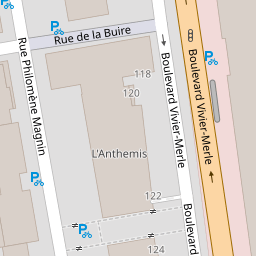 Rue de la Buire
Rue Philomène Magnin
118
120
Boulevard Vivier-Merle
Boulevard Vivier-Merle
L'Anthemis
122
124
Boulevard
P
P
P
P
P